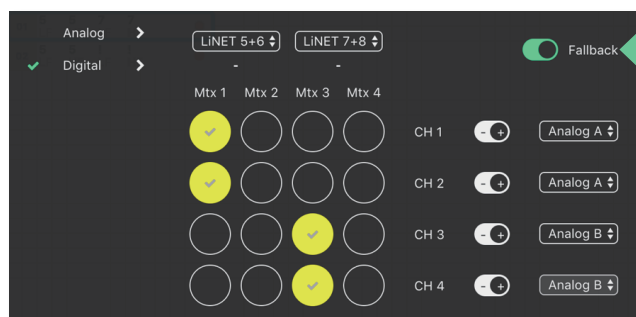 Analog
LiNET 5+6 LiNET 7+8
Fallback
Digital
- -
Mtx 1 Mtx 2 Mtx 3 Mtx 4
CH 1 - + Analog A
CH 2 - + Analog A
CH 3 - + Analog B
CH 4 - + Analog B